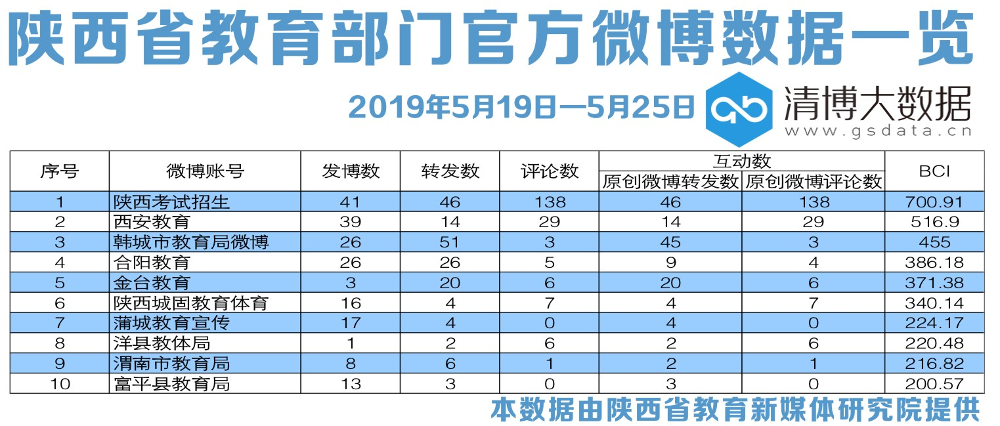 陕西省教育部门官方微博数据一览
2019年5月19日—5月25日
清博大数据
www.gsdata.cn
序号 微博账号 发博数 转发数 评论数 互动数 BCI
原创微博转发数 原创微博评论数
1 陕西考试招生 41 46 138 46 138 700.91
2 西安教育 39 14 29 14 29 516.9
3 韩城市教育局微博 26 51 3 45 3 455
4 合阳教育 26 26 5 9 4 386.18
5 金台教育 3 20 6 20 6 371.38
6 陕西城固教育体育 16 4 7 4 7 340.14
7 蒲城教育宣传 17 4 0 4 0 224.17
8 洋县教体局 1 2 6 2 6 220.48
9 渭南市教育局 8 6 1 2 1 216.82
10 富平县教育局 13 3 0 3 0 200.57
本数据由陕西省教育新媒体研究院提供